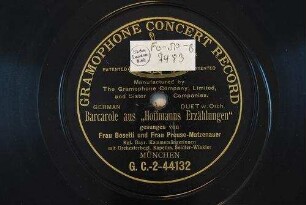 GRAMOPHONE CONCERT RECORD
Manufactured by
The Gramophone Company, Limited,
and Sister Companies.
GERMAN DUET w. Orch.
Barcarole aus „Hoffmanns Erzählungen"
gesungen von
Frau Bosetti und Frau Preuse-Matzenauer
Kgl. Bayr. Kammersängerinnen
mit Orchesterbegl. Kapellm. Seidler-Winkler
MÜNCHEN
G. C.-2-44132